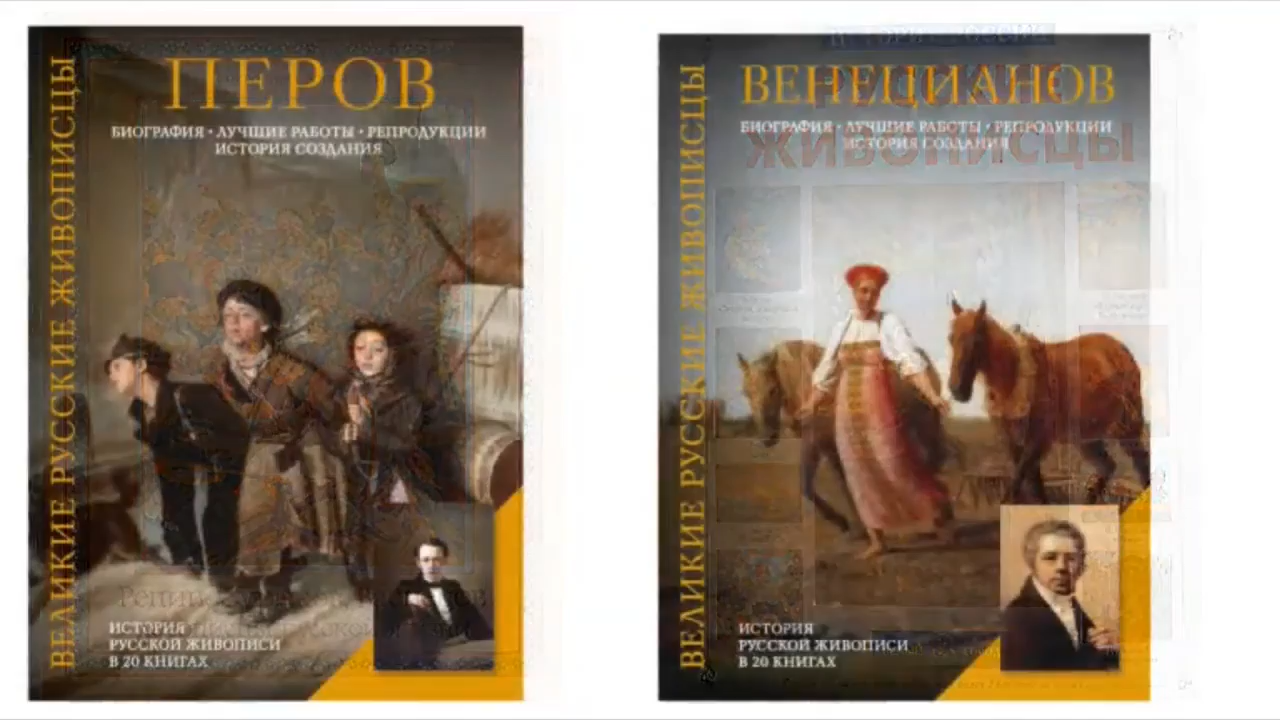 ВЕЛИКИЕ РУССКИЕ ЖИВОПИСЦЫ
ПЕРОВ
БИОГРАФИЯ • ЛУЧШИЕ РАБОТЫ • РЕПРОДУКЦИИ
ИСТОРИЯ СОЗДАНИЯ
ИСТОРИЯ
РУССКОЙ ЖИВОПИСИ
В 20 КНИГАХ
ВЕЛИКИЕ РУССКИЕ ЖИВОПИСЦЫ
ВЕНЕЦИАНОВ
РУССКИЕ
ЖИВОПИСЦЫ
БИОГРАФИЯ • ЛУЧШИЕ РАБОТЫ • РЕПРОДУКЦИИ
ИСТОРИЯ СОЗДАНИЯ
ИСТОРИЯ
РУССКОЙ ЖИВОПИСИ
В 20 КНИГАХ